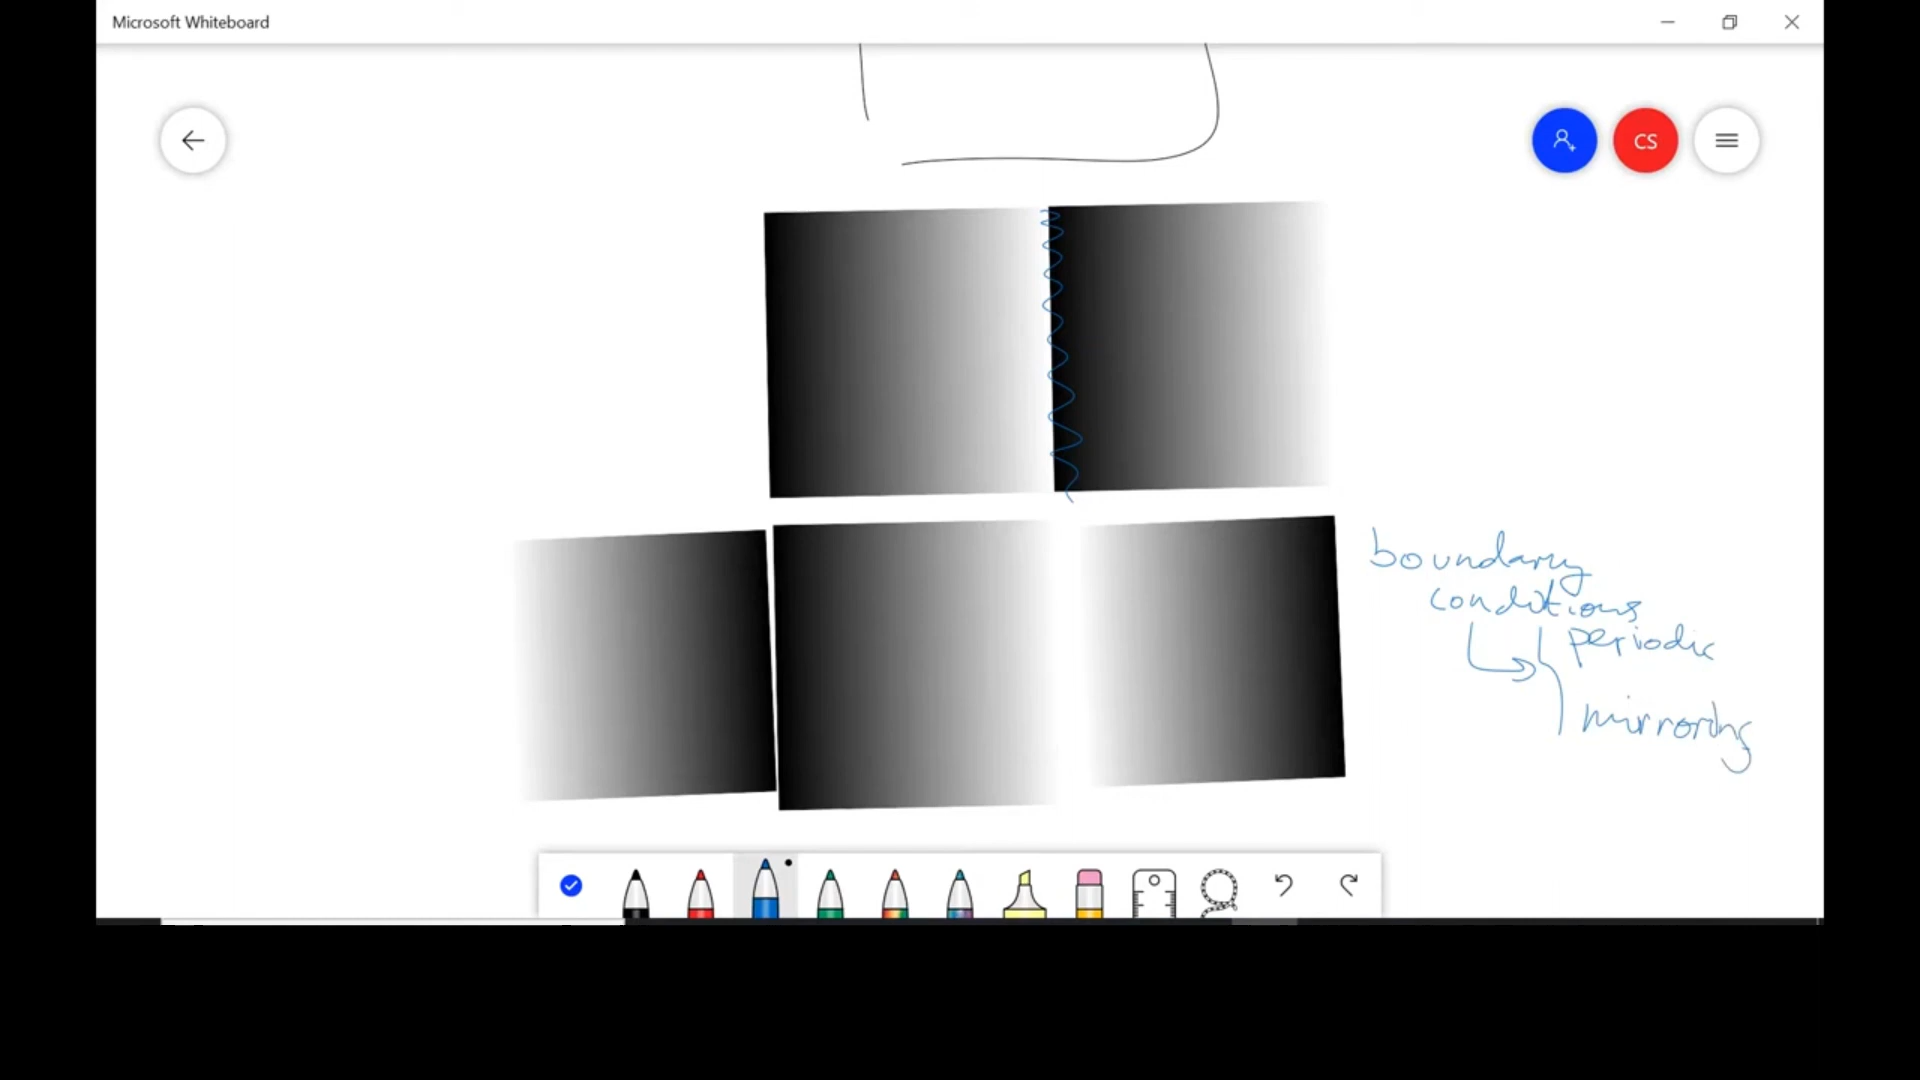 Microsoft Whiteboard
CS
boundary
conditions
periodic
mirroring